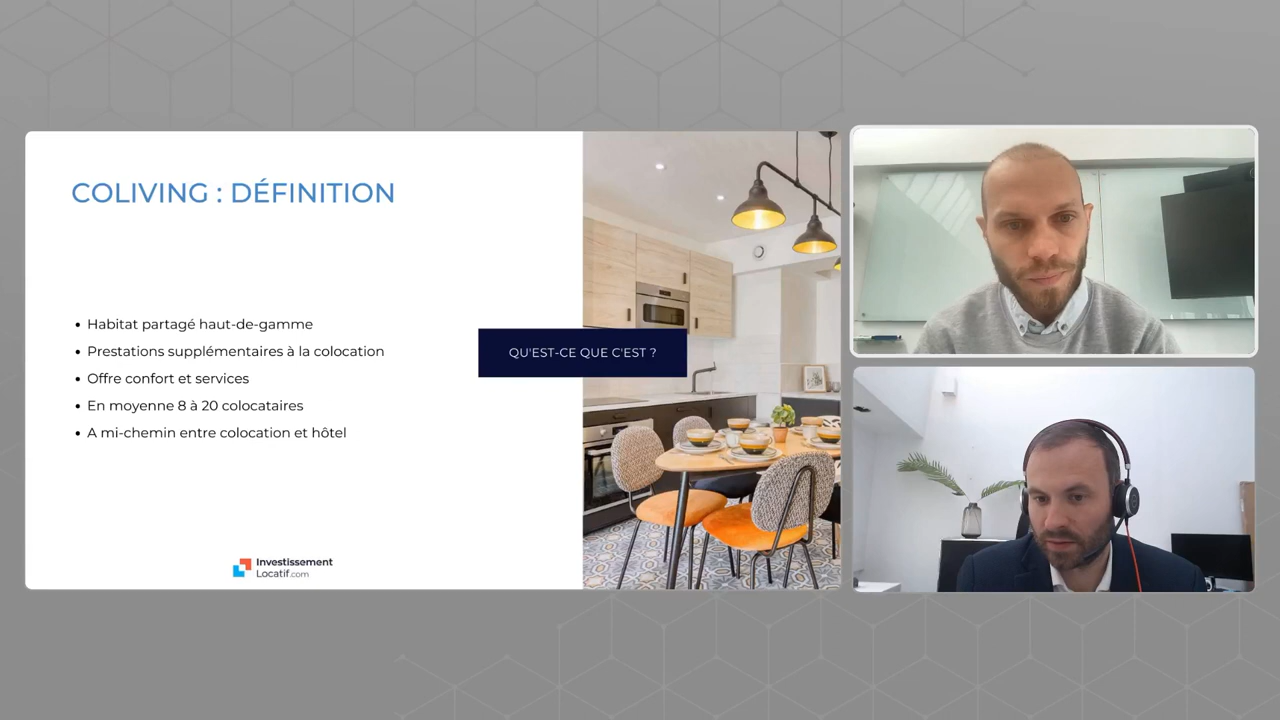 COLIVING : DÉFINITION
Habitat partagé haut-de-gamme
Prestations supplémentaires à la colocation
Offre confort et services
En moyenne 8 à 20 colocataires
A mi-chemin entre colocation et hôtel
QU'EST-CE QUE C'EST ?
Investissement
Locatif.com